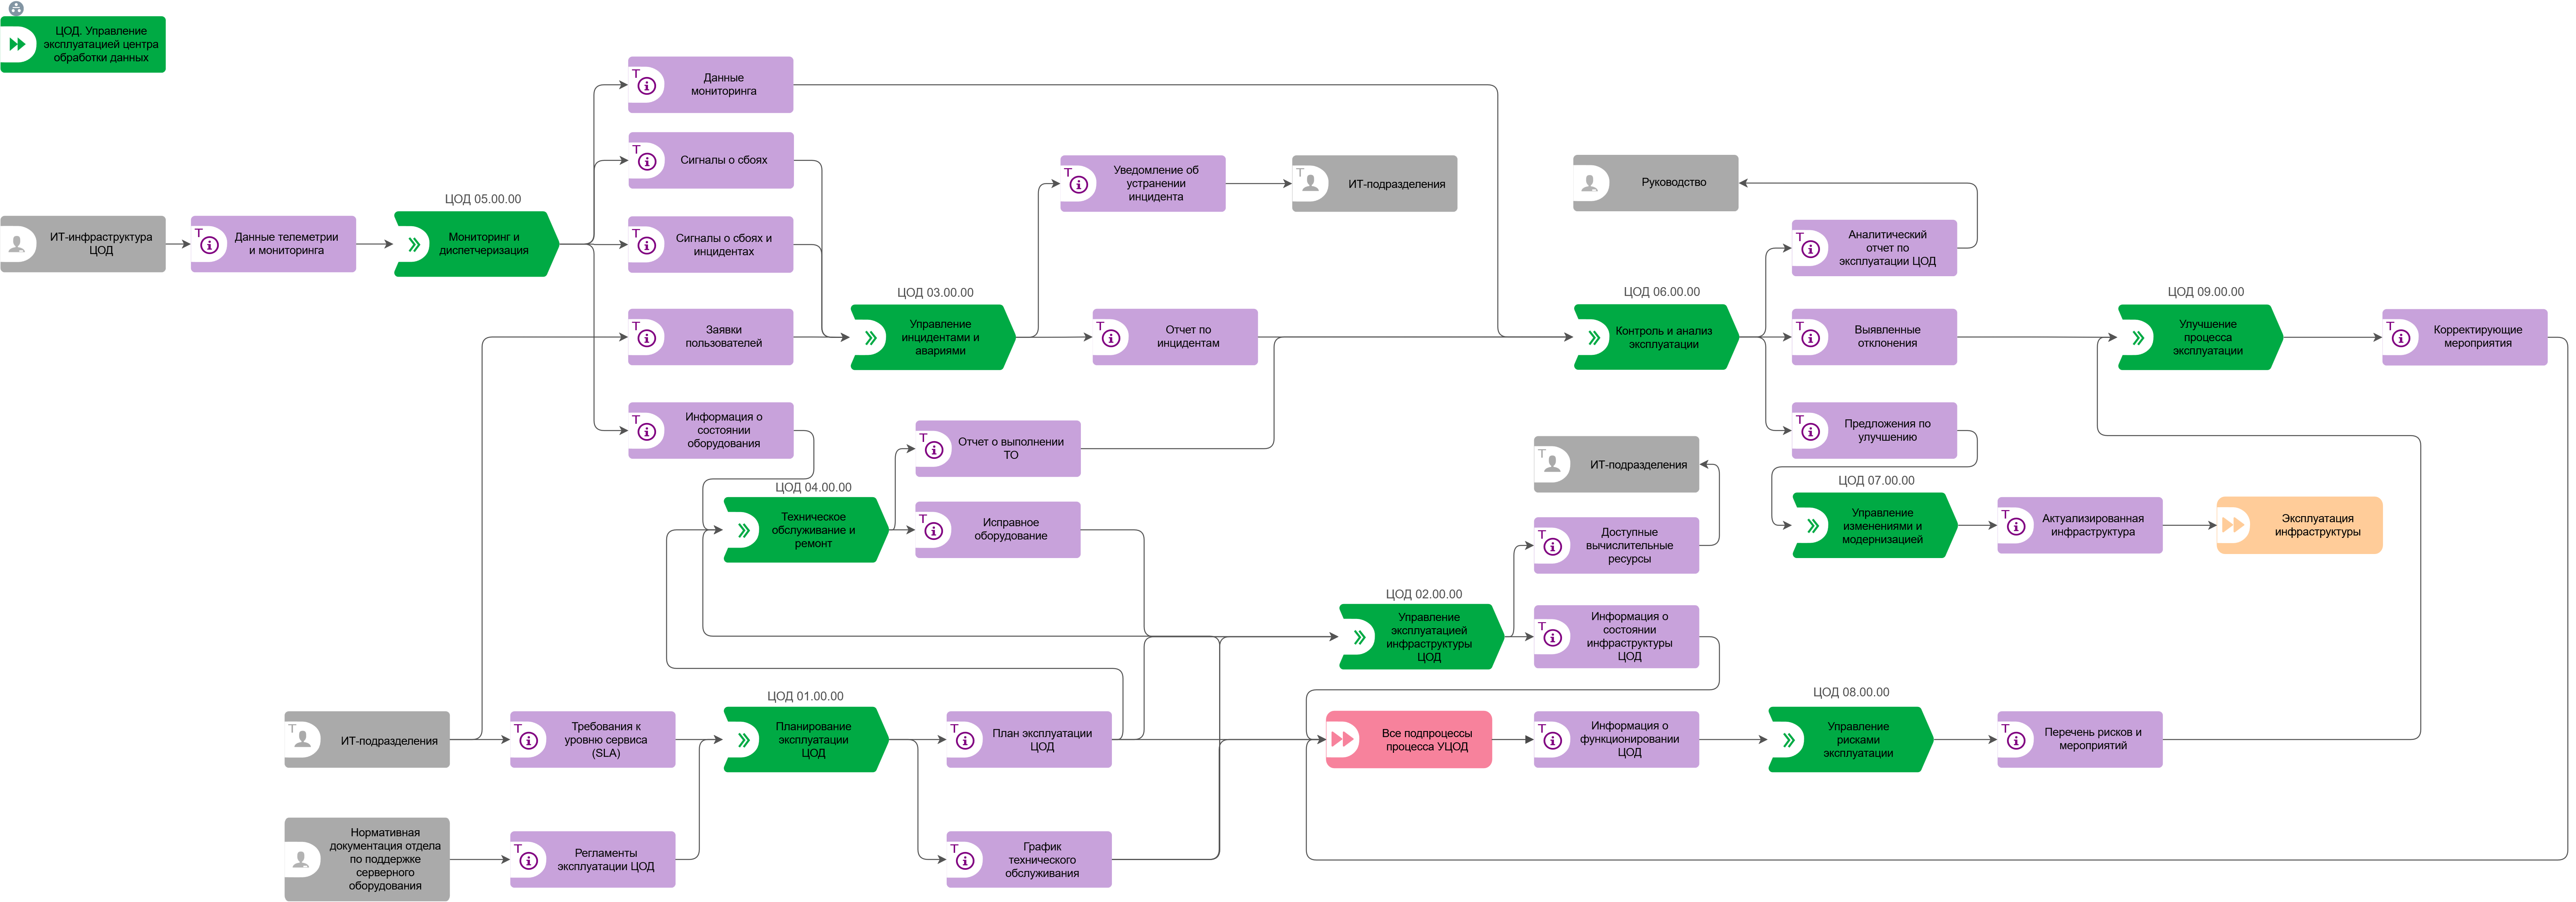 ЦОД. Управление
эксплуатацией центра
обработки данных
Данные
мониторинга
Сигналы о сбоях
ЦОД 05.00.00
ИТ-инфраструктура
ЦОД
Данные телеметрии
и мониторинга
Мониторинг и
диспетчеризация
Сигналы о сбоях и
инцидентах
Заявки
пользователей
Информация о
состоянии
оборудования
Уведомление об
устранении
инцидента
ИТ-подразделения
ЦОД 03.00.00
Управление
инцидентами и
авариями
Отчет по
инцидентам
Руководство
ЦОД 06.00.00
Контроль и анализ
эксплуатации
Аналитический
отчет по
эксплуатации ЦОД
Выявленные
отклонения
Предложения по
улучшению
ЦОД 09.00.00
Улучшение
процесса
эксплуатации
Корректирующие
мероприятия
ЦОД 04.00.00
Техническое
обслуживание и
ремонт
Отчет о выполнении
ТО
Исправное
оборудование
ИТ-подразделения
Доступные
вычислительные
ресурсы
ЦОД 07.00.00
Управление
изменениями и
модернизацией
Актуализированная
инфраструктура
Эксплуатация
инфраструктуры
ЦОД 02.00.00
Управление
эксплуатацией
инфраструктуры
ЦОД
Информация о
состоянии
инфраструктуры
ЦОД
ИТ-подразделения
Требования к
уровню сервиса
(SLA)
ЦОД 01.00.00
Планирование
эксплуатации
ЦОД
План эксплуатации
ЦОД
Все подпроцессы
процесса УЦОД
Информация о
функционировании
ЦОД
ЦОД 08.00.00
Управление
рисками
эксплуатации
Перечень рисков и
мероприятий
Нормативная
документация отдела
по поддержке
серверного
оборудования
Регламенты
эксплуатации ЦОД
График
технического
обслуживания